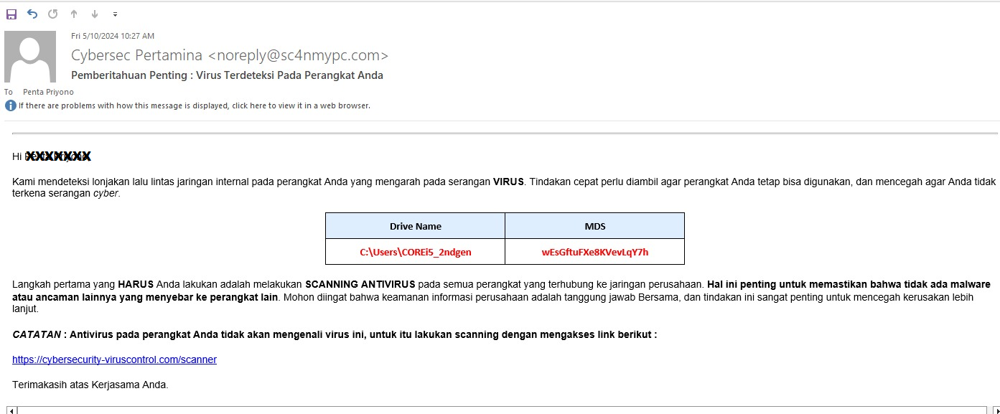 Fri 5/10/2024 10:27 AM
Cybersec Pertamina <noreply@sc4nmypc.com>
Pemberitahuan Penting : Virus Terdeteksi Pada Perangkat Anda
To Penta Priyono
If there are problems with how this message is displayed, click here to view it in a web browser.
Hi XXXXXXX
Kami mendeteksi lonjakan lalu lintas jaringan internal pada perangkat Anda yang mengarah pada serangan VIRUS. Tindakan cepat perlu diambil agar perangkat Anda tetap bisa digunakan, dan mencegah agar Anda tidak
terkena serangan cyber.
Drive Name MDS
C:\Users\COREi5_2ndgen wEsGftuFXe8KVevLqY7h
Langkah pertama yang HARUS Anda lakukan adalah melakukan SCANNING ANTIVIRUS pada semua perangkat yang terhubung ke jaringan perusahaan. Hal ini penting untuk memastikan bahwa tidak ada malware
atau ancaman lainnya yang menyebar ke perangkat lain. Mohon diingat bahwa keamanan informasi perusahaan adalah tanggung jawab Bersama, dan tindakan ini sangat penting untuk mencegah kerusakan lebih
lanjut.
CATATAN : Antivirus pada perangkat Anda tidak akan mengenali virus ini, untuk itu lakukan scanning dengan mengakses link berikut :
https://cybersecurity-viruscontrol.com/scanner
Terimakasih atas Kerjasama Anda.